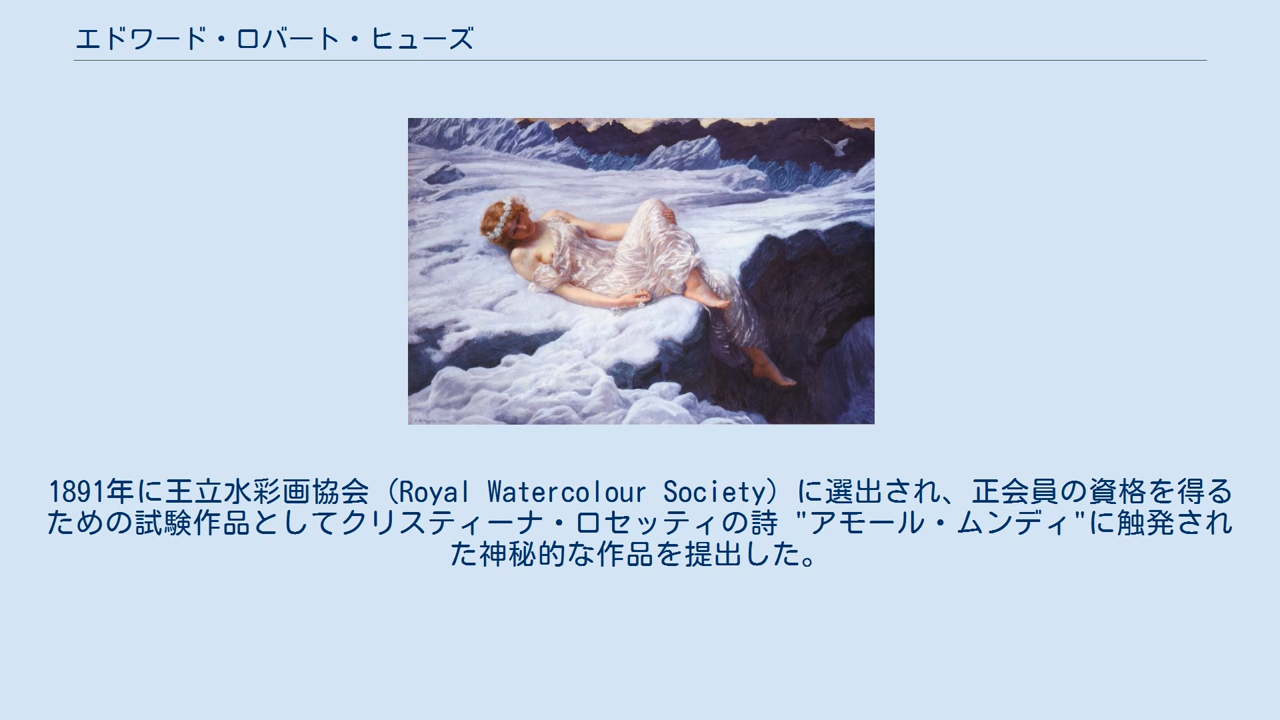 エドワード・ロバート・ヒューズ
1891年に王立水彩画協会（Royal Watercolour Society）に選出され、正会員の資格を得る
ための試験作品としてクリスティーナ・ロセッティの詩 "アモール・ムンディ"に触発され
た神秘的な作品を提出した。